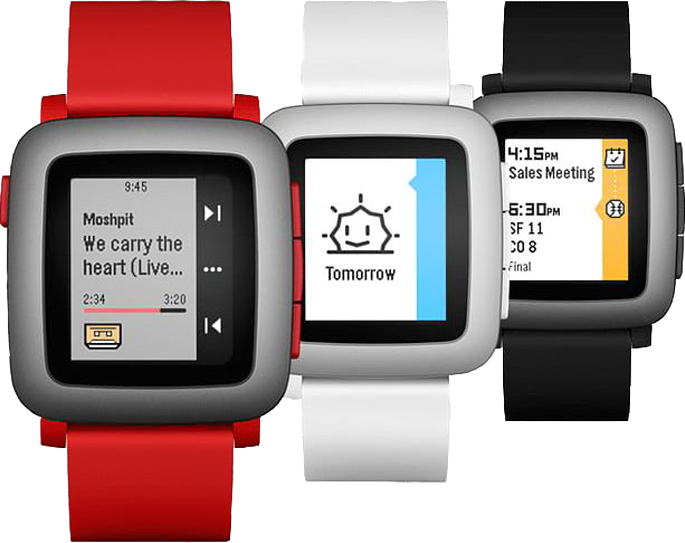 9:45
Moshpit
We carry the
heart (Live...
2:34 3:20
Tomorrow
4:15PM
Sales Meeting
6:30PM
SF 11
CO 8
Final